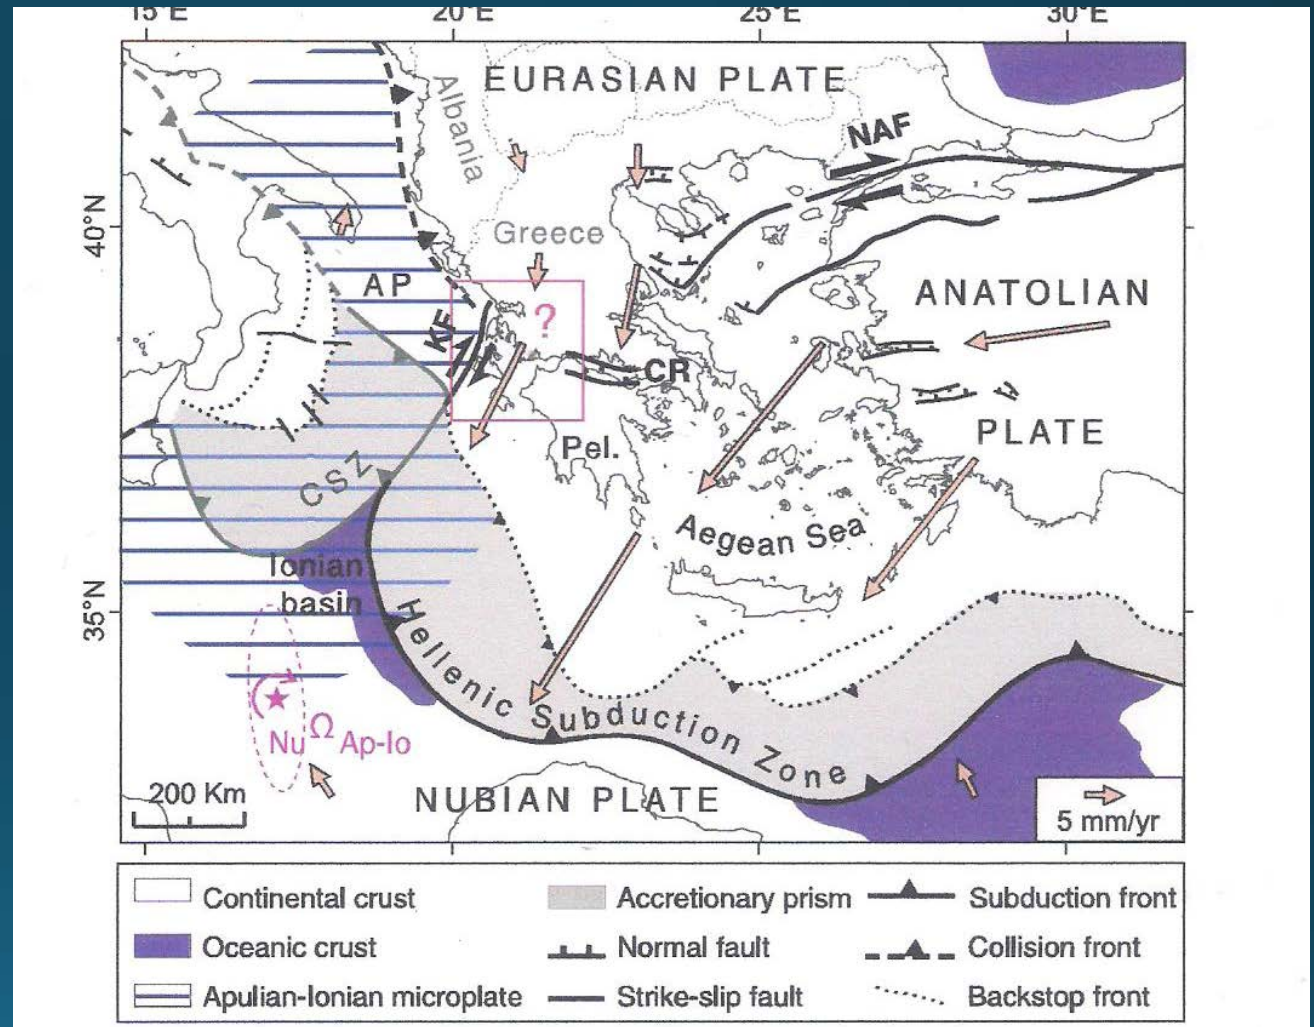 15°E 20°E 25°E 30°E
EURASIAN PLATE
Albania
NAF
40°N
Greece
AP
ANATOLIAN
?
KF
CR
PLATE
Pel.
CSZ
Aegean Sea
Ionian
basin
35°N
Hellenic Subduction Zone
Nu Ω Ap-Io
200 Km
NUBIAN PLATE
5 mm/yr
Continental crust
Accretionary prism
Subduction front
Oceanic crust
Normal fault
Collision front
Apulian-Ionian microplate
Strike-slip fault
Backstop front